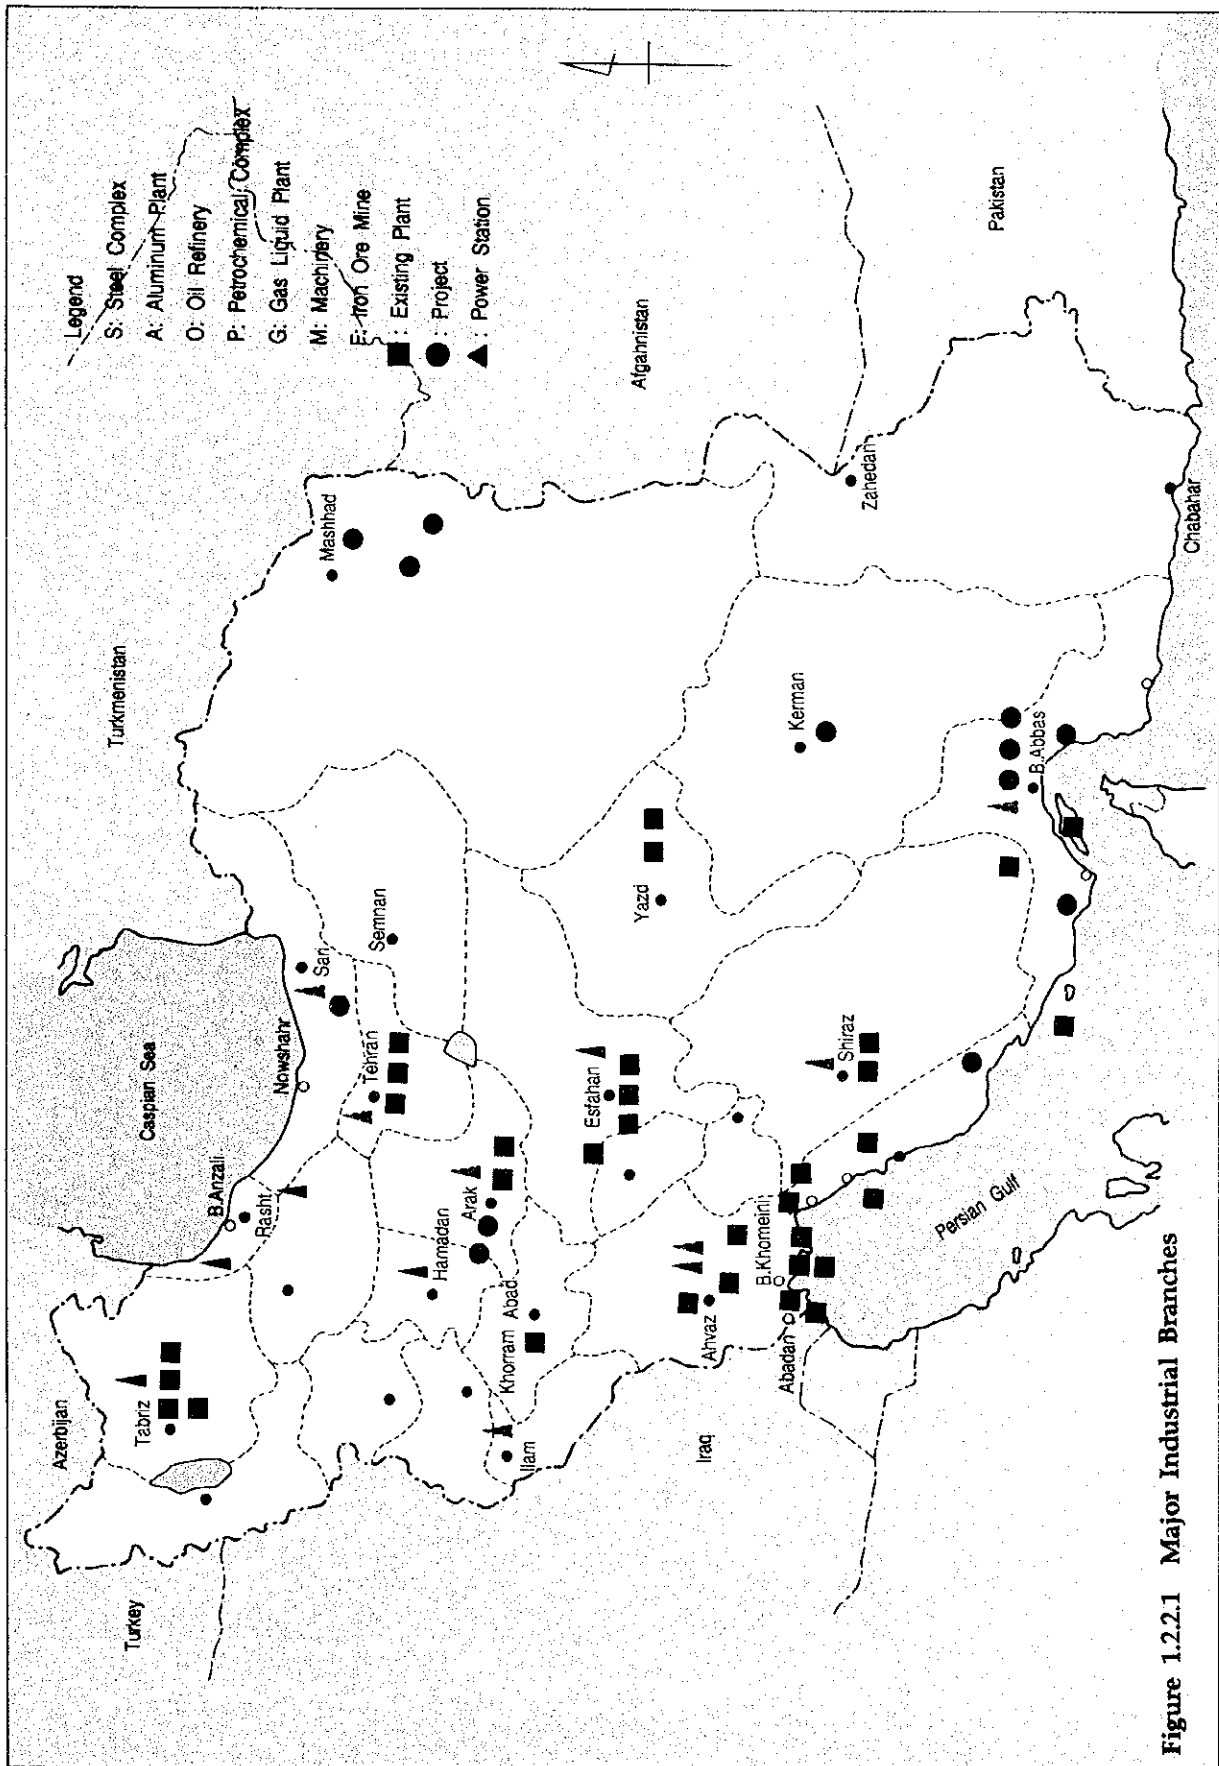 Legend
S: Steel Complex
A: Aluminum Plant
O: Oil Refinery
P: Petrochemical Complex
G: Gas Liquid Plant
M: Machinery
E: Iron Ore Mine
: Existing Plant
: Project
: Power Station
Azerbijan
Turkey
Turkmenistan
Caspian Sea
Tabriz
B.Anzali
Rasht
Nowshahr
Sari
Semnan
Mashhad
Tehran
Hamadan
Arak
Khorram Abad
Ilam
Iraq
Esfahan
Yazd
Afgahnistan
Ahvaz
B.Khomeini
Abadan
Shiraz
Kerman
Zahedan
Pakistan
B.Abbas
Persian Gulf
Chabahar
Figure 1.2.2.1 Major Industrial Branches